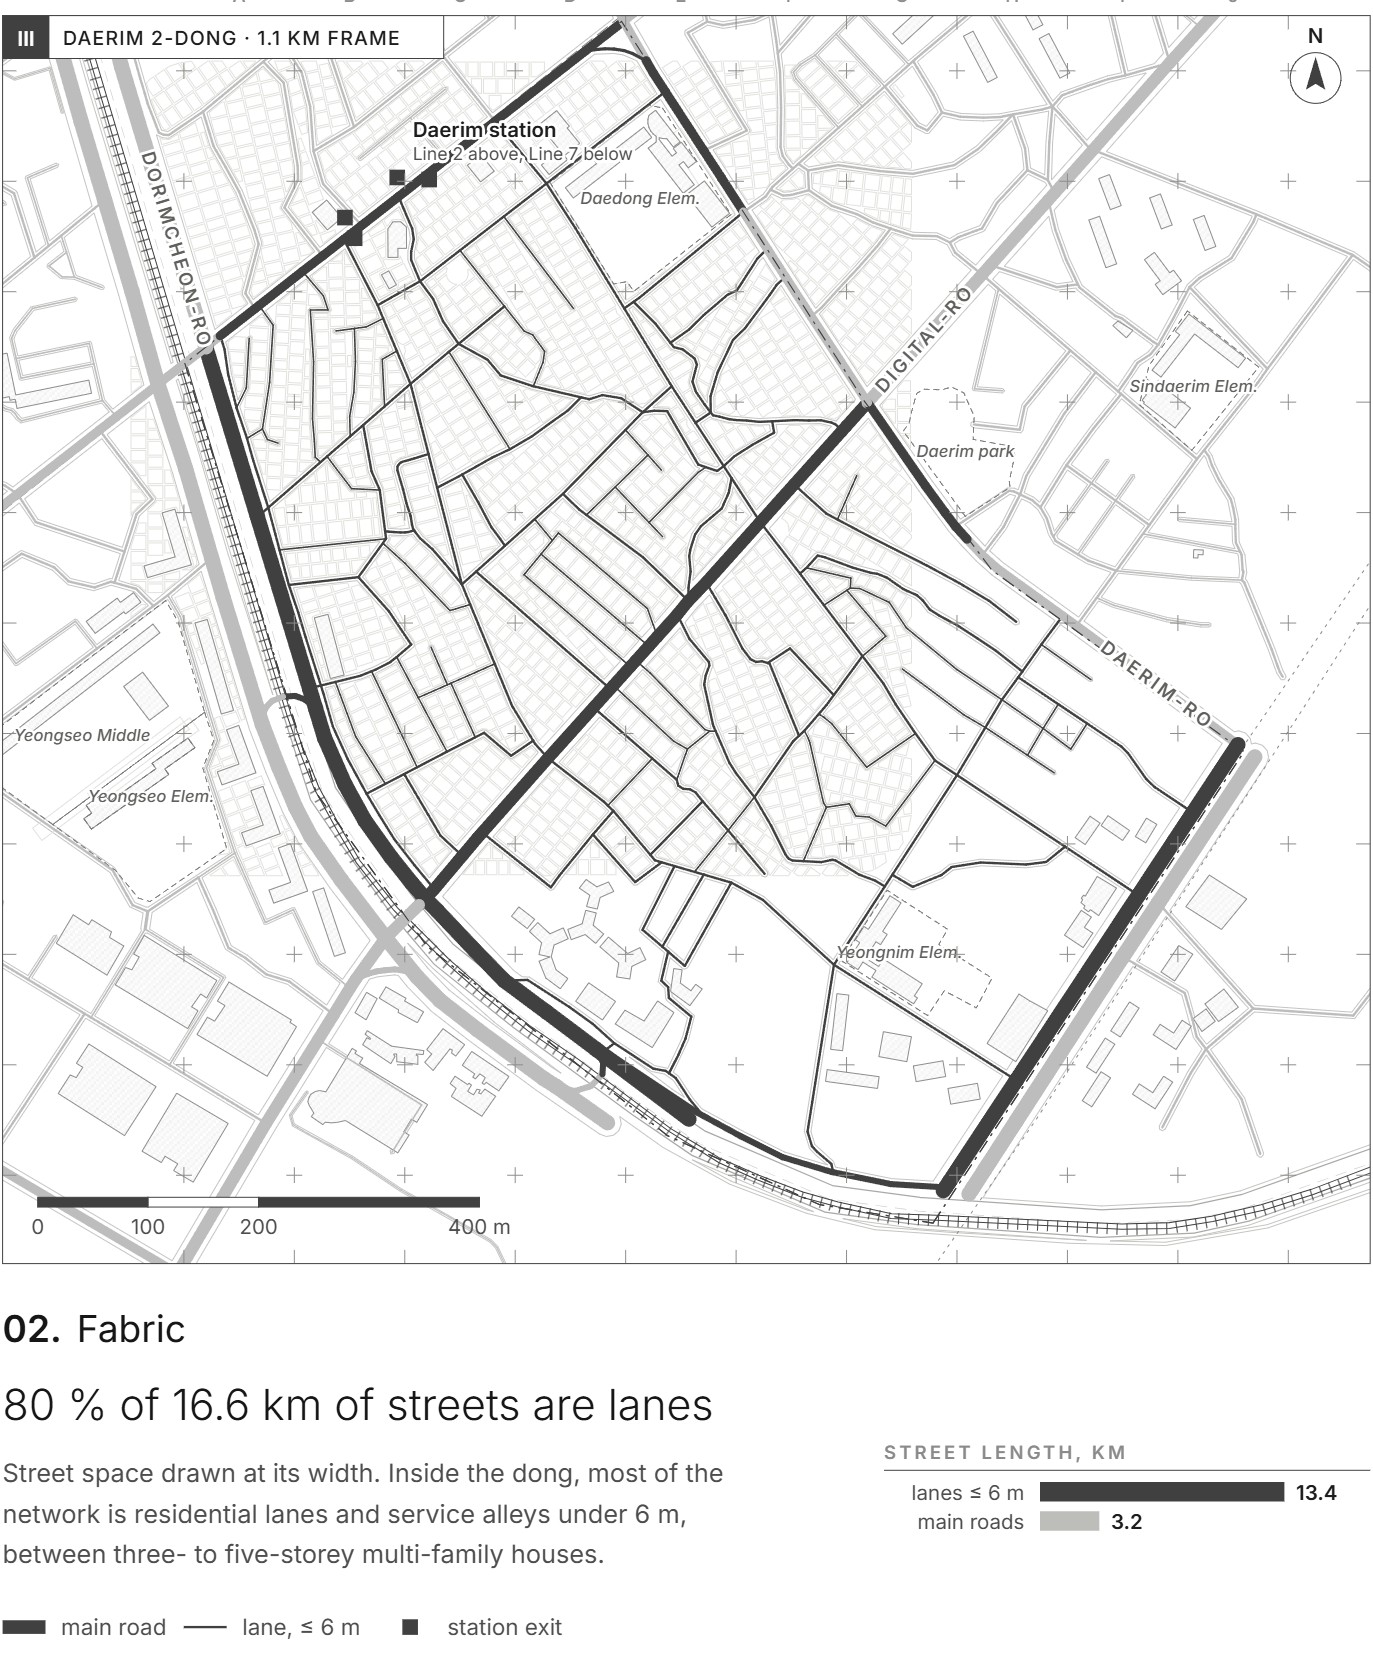 III DAERIM 2-DONG · 1.1 KM FRAME
N
Daerim station
Line 2 above, Line 7 below
Daedong Elem.
DORIMCHEON-RO
DIGITAL-RO
Sindaerim Elem.
Daerim park
DAERIM-RO
Yeongseo Middle
Yeongseo Elem.
Yeongnim Elem.
0 100 200 400 m
02. Fabric
80 % of 16.6 km of streets are lanes
Street space drawn at its width. Inside the dong, most of the
network is residential lanes and service alleys under 6 m,
between three- to five-storey multi-family houses.
STREET LENGTH, KM
lanes ≤ 6 m 13.4
main roads 3.2
main road lane, ≤ 6 m station exit